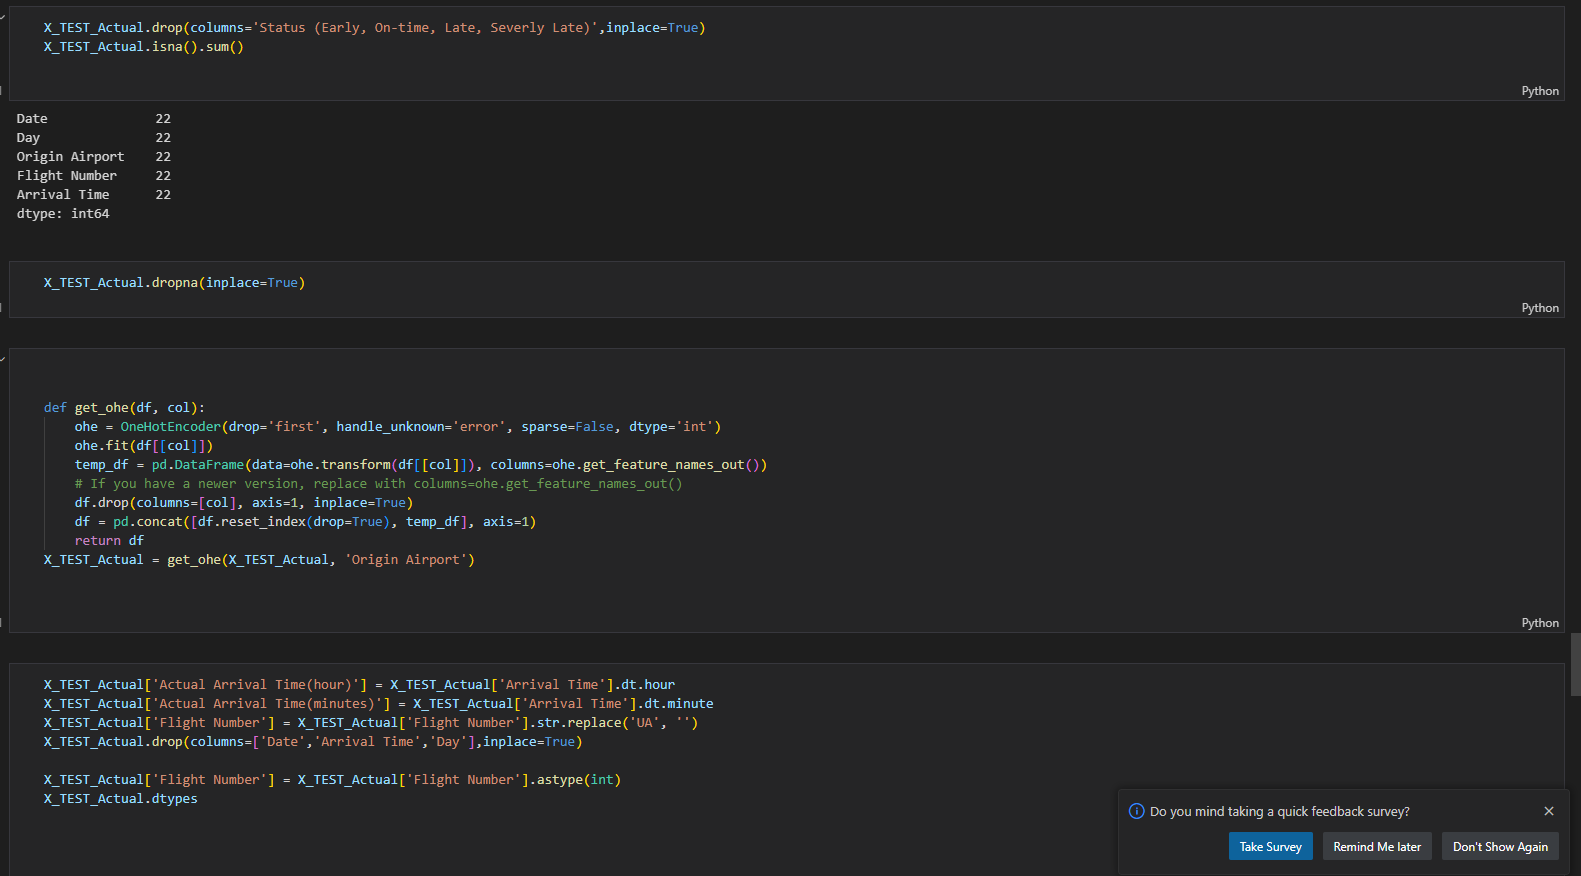 X_TEST_Actual.drop(columns='Status (Early, On-time, Late, Severly Late)',inplace=True)
X_TEST_Actual.isna().sum()
Python
Date 22
Day 22
Origin Airport 22
Flight Number 22
Arrival Time 22
dtype: int64
X_TEST_Actual.dropna(inplace=True)
Python
def get_ohe(df, col):
    ohe = OneHotEncoder(drop='first', handle_unknown='error', sparse=False, dtype='int')
    ohe.fit(df[[col]])
    temp_df = pd.DataFrame(data=ohe.transform(df[[col]]), columns=ohe.get_feature_names_out())
    # If you have a newer version, replace with columns=ohe.get_feature_names_out()
    df.drop(columns=[col], axis=1, inplace=True)
    df = pd.concat([df.reset_index(drop=True), temp_df], axis=1)
    return df
X_TEST_Actual = get_ohe(X_TEST_Actual, 'Origin Airport')
Python
X_TEST_Actual['Actual Arrival Time(hour)'] = X_TEST_Actual['Arrival Time'].dt.hour
X_TEST_Actual['Actual Arrival Time(minutes)'] = X_TEST_Actual['Arrival Time'].dt.minute
X_TEST_Actual['Flight Number'] = X_TEST_Actual['Flight Number'].str.replace('UA', '')
X_TEST_Actual.drop(columns=['Date','Arrival Time','Day'],inplace=True)
X_TEST_Actual['Flight Number'] = X_TEST_Actual['Flight Number'].astype(int)
X_TEST_Actual.dtypes
Do you mind taking a quick feedback survey?
Take Survey Remind Me later Don't Show Again